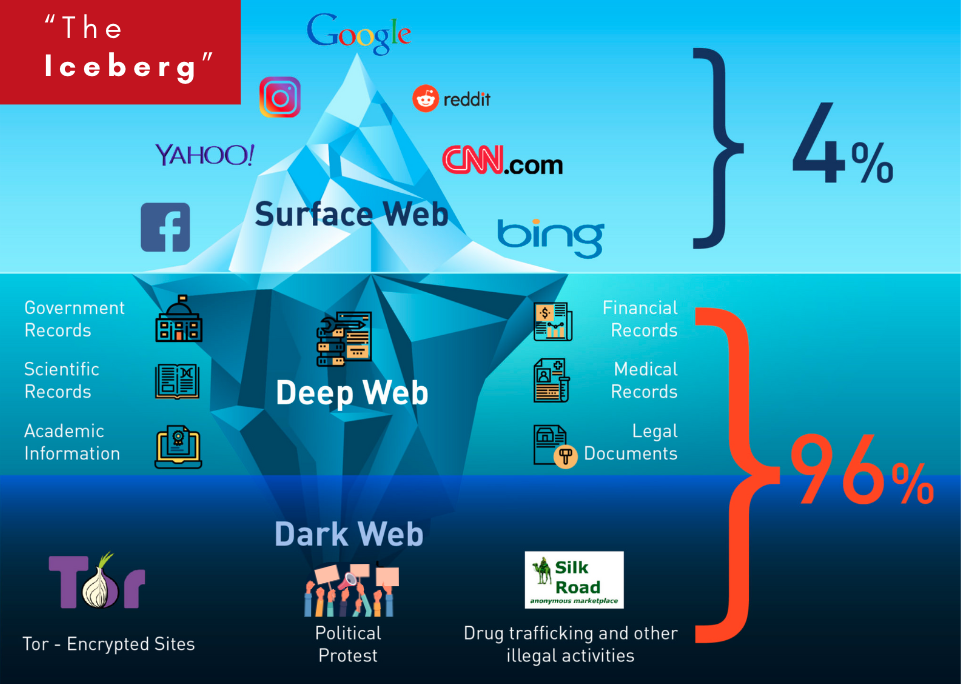 “The
Iceberg”
Google
reddit
YAHOO!
CNN.com
f
Surface Web
bing
4%
Government
Records
Scientific
Records
Academic
Information
$
Deep Web
Financial
Records
Medical
Records
Legal
Documents
96%
Dark Web
Tor
Silk
Road
anonymous marketplace
Tor - Encrypted Sites
Political
Protest
Drug trafficking and other
illegal activities